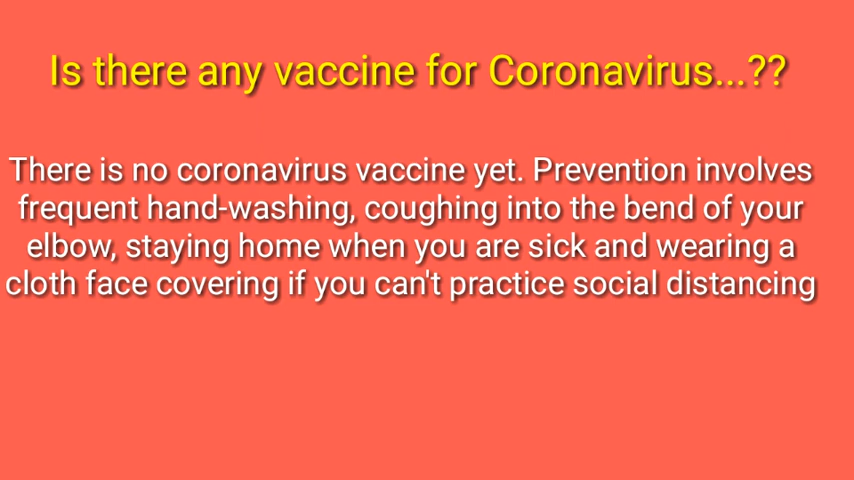 Is there any vaccine for Coronavirus...??
There is no coronavirus vaccine yet. Prevention involves
frequent hand-washing, coughing into the bend of your
elbow, staying home when you are sick and wearing a
cloth face covering if you can't practice social distancing